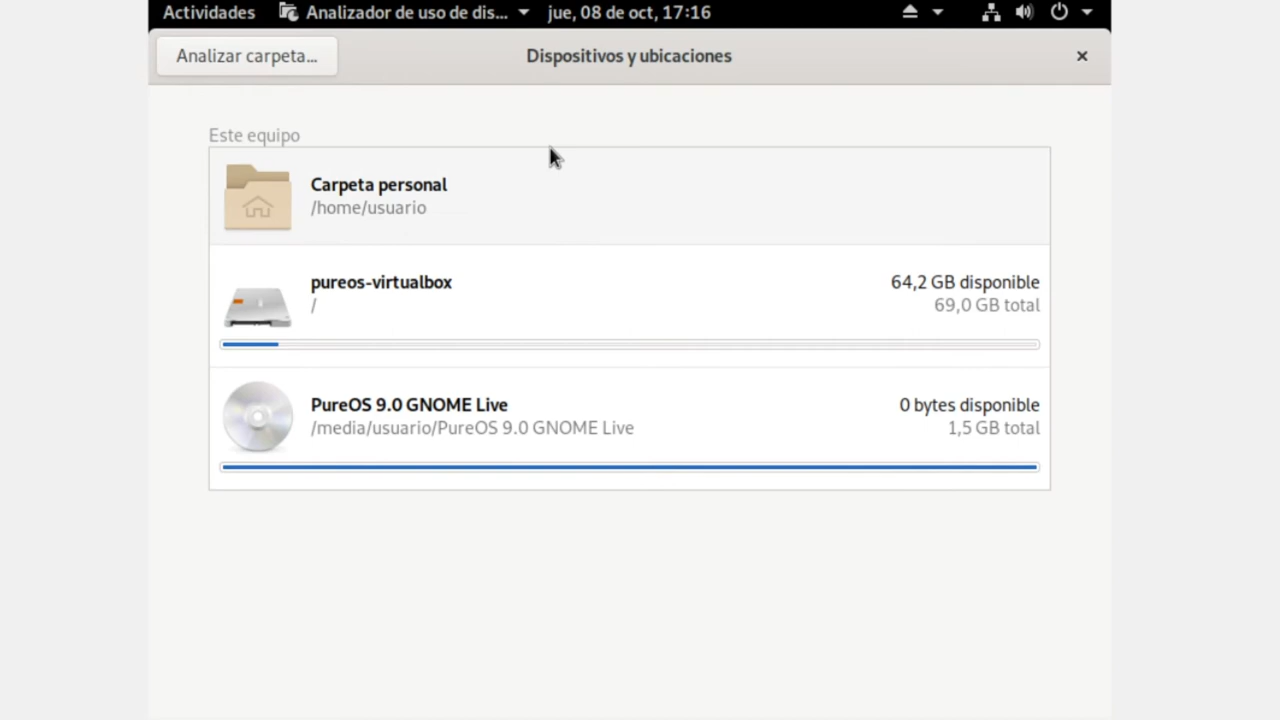 Actividades Analizador de uso de dis... jue, 08 de oct, 17:16
Analizar carpeta... Dispositivos y ubicaciones
Este equipo
Carpeta personal
/home/usuario
pureos-virtualbox 64,2 GB disponible
/ 69,0 GB total
PureOS 9.0 GNOME Live 0 bytes disponible
/media/usuario/PureOS 9.0 GNOME Live 1,5 GB total